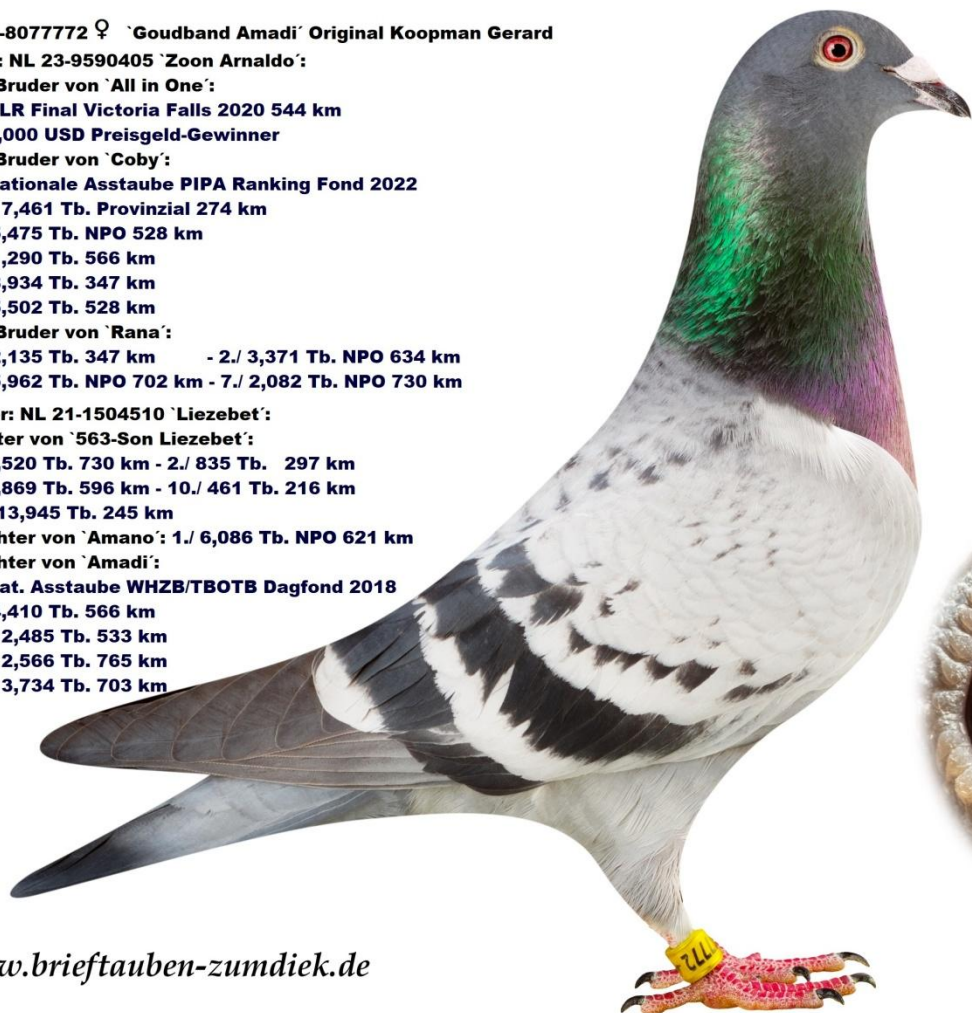 -8077772 ♀ `Goudband Amadi´ Original Koopman Gerard
: NL 23-9590405 `Zoon Arnaldo´:
Bruder von `All in One´:
LR Final Victoria Falls 2020 544 km
,000 USD Preisgeld-Gewinner
Bruder von `Coby´:
ationale Asstaube PIPA Ranking Fond 2022
7,461 Tb. Provinzial 274 km
,475 Tb. NPO 528 km
,290 Tb. 566 km
,934 Tb. 347 km
,502 Tb. 528 km
Bruder von `Rana´:
,135 Tb. 347 km - 2./ 3,371 Tb. NPO 634 km
,962 Tb. NPO 702 km - 7./ 2,082 Tb. NPO 730 km
r: NL 21-1504510 `Liezebet´:
ter von `563-Son Liezebet´:
,520 Tb. 730 km - 2./ 835 Tb. 297 km
,869 Tb. 596 km - 10./ 461 Tb. 216 km
13,945 Tb. 245 km
hter von `Amano´: 1./ 6,086 Tb. NPO 621 km
hter von `Amadi´:
at. Asstaube WHZB/TBOTB Dagfond 2018
,410 Tb. 566 km
2,485 Tb. 533 km
2,566 Tb. 765 km
3,734 Tb. 703 km
w.brieftauben-zumdiek.de
772